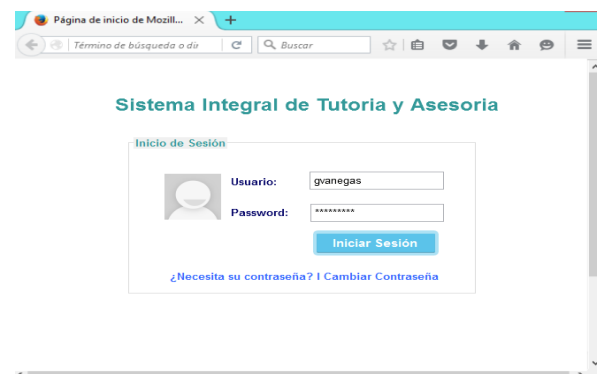 Página de inicio de Mozill...
Término de búsqueda o dir
Buscar
Sistema Integral de Tutoria y Asesoria
Inicio de Sesión
Usuario: gvanegas
Password: *********
Iniciar Sesión
¿Necesita su contraseña? I Cambiar Contraseña